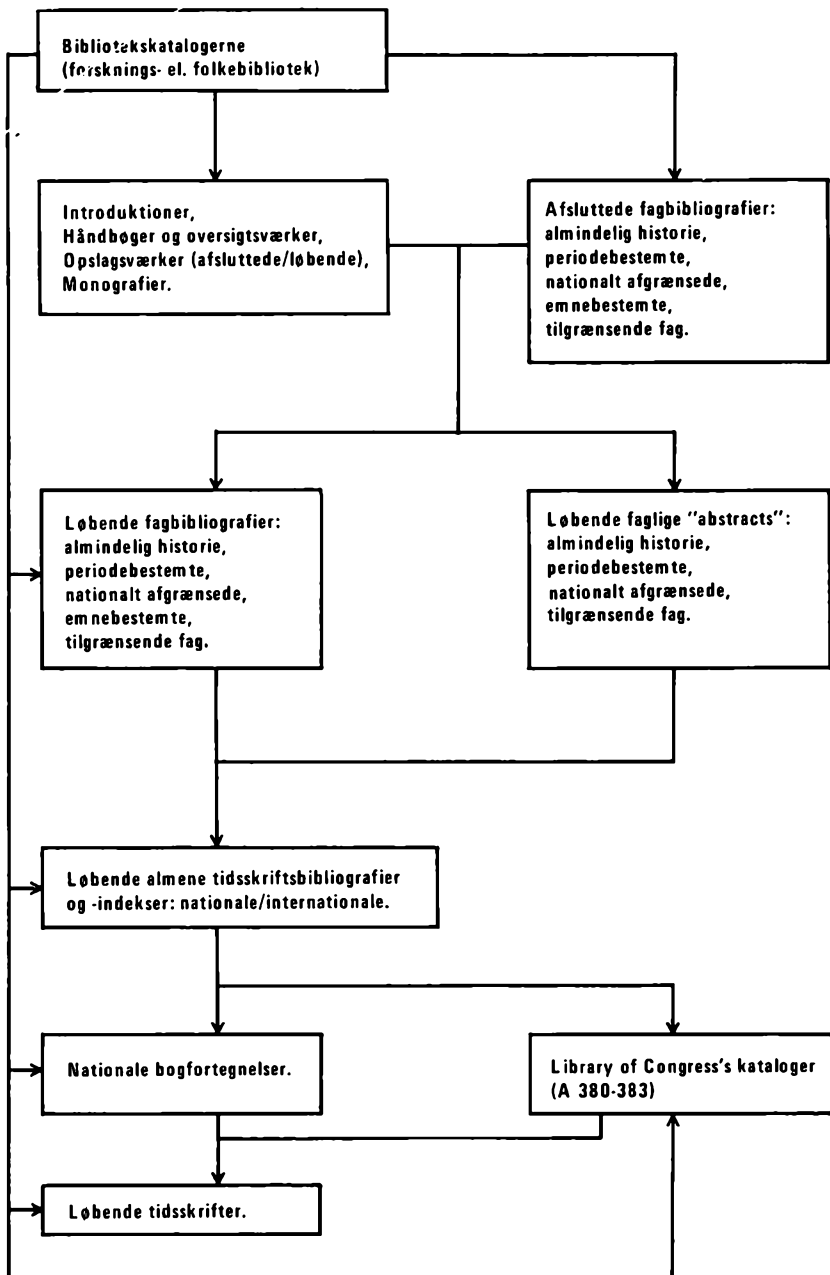 Bibliotekskatalogerne
(forsknings- el. folkebibliotek)
Introduktioner,
Håndbøger og oversigtsværker,
Opslagsværker (afsluttede/løbende),
Monografier.
Afsluttede fagbibliografier:
almindelig historie,
periodebestemte,
nationalt afgrænsede,
emnebestemte,
tilgrænsende fag.
Løbende fagbibliografier:
almindelig historie,
periodebestemte,
nationalt afgrænsede,
emnebestemte,
tilgrænsende fag.
Løbende faglige "abstracts":
almindelig historie,
periodebestemte,
nationalt afgrænsede,
emnebestemte,
tilgrænsende fag.
Løbende almene tidsskriftsbibliografier
og -indekser: nationale/internationale.
Nationale bogfortegnelser.
Library of Congress's kataloger
(A 380-383)
Løbende tidsskrifter.